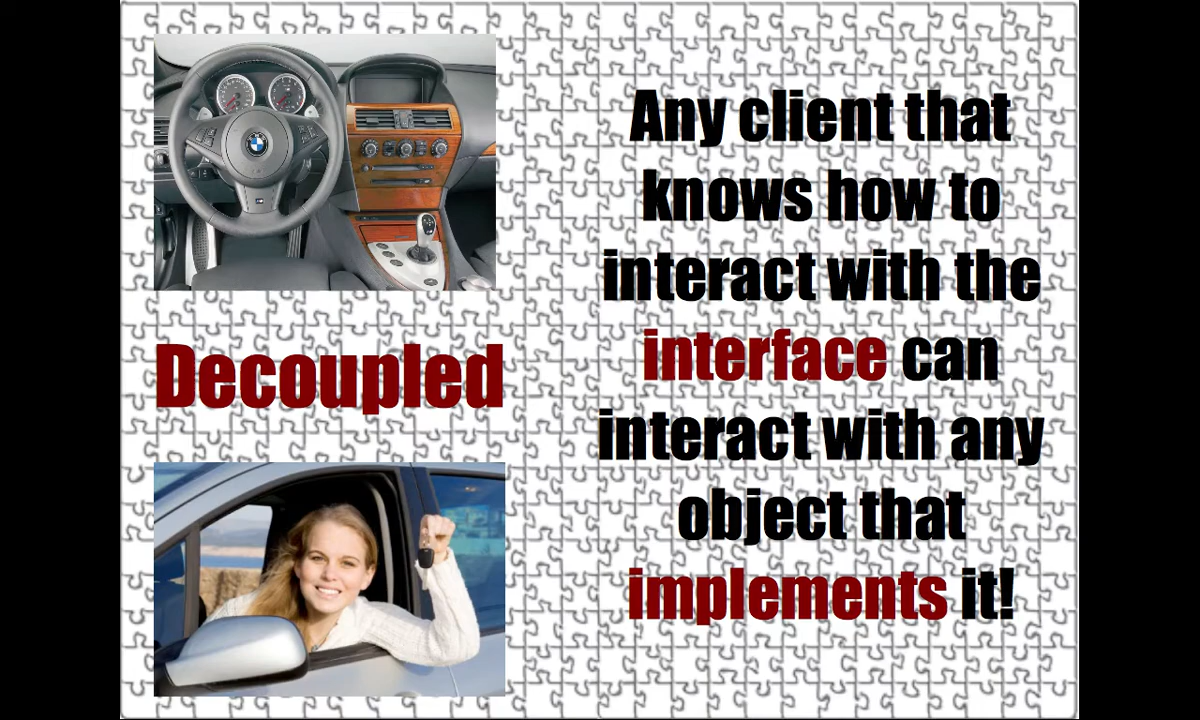 Decoupled
Any client that
knows how to
interact with the
interface can
interact with any
object that
implements it!